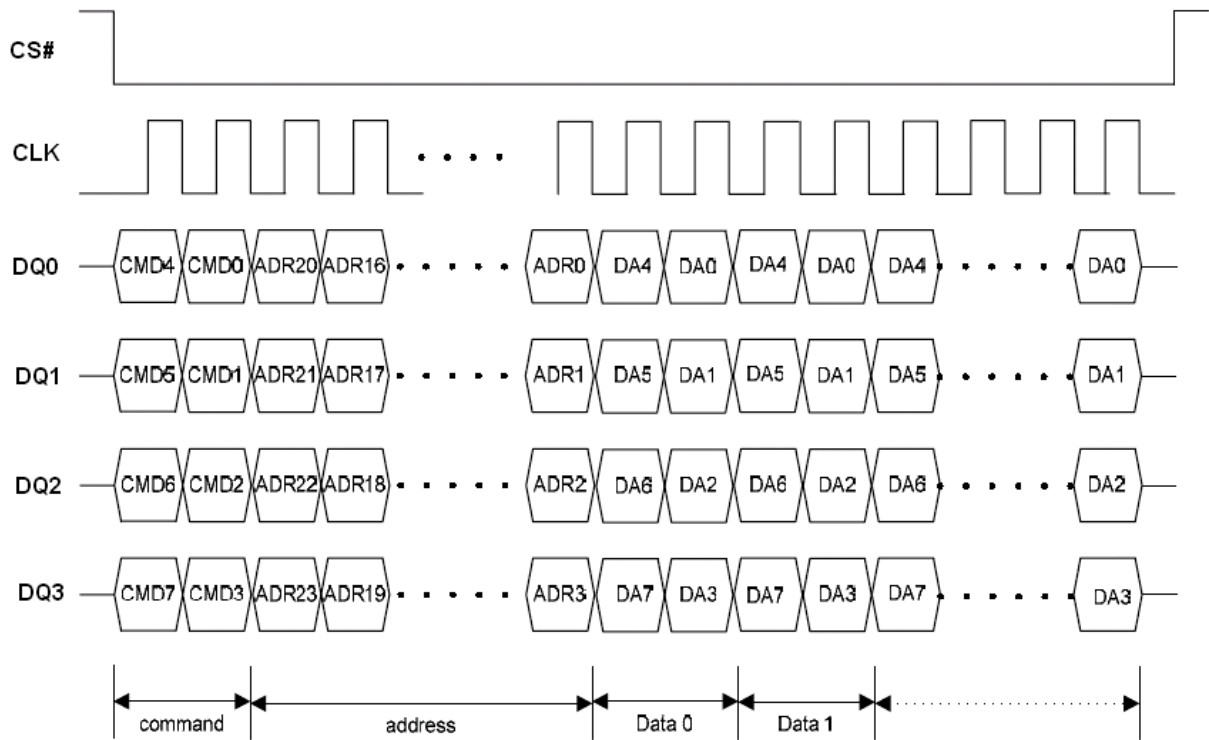 CS#
CLK
DQ0 CMD4 CMD0 ADR20 ADR16 ADR0 DA4 DA0 DA4 DA0 DA4 DA0
DQ1 CMD5 CMD1 ADR21 ADR17 ADR1 DA5 DA1 DA5 DA1 DA5 DA1
DQ2 CMD6 CMD2 ADR22 ADR18 ADR2 DA6 DA2 DA6 DA2 DA6 DA2
DQ3 CMD7 CMD3 ADR23 ADR19 ADR3 DA7 DA3 DA7 DA3 DA7 DA3
command address Data 0 Data 1